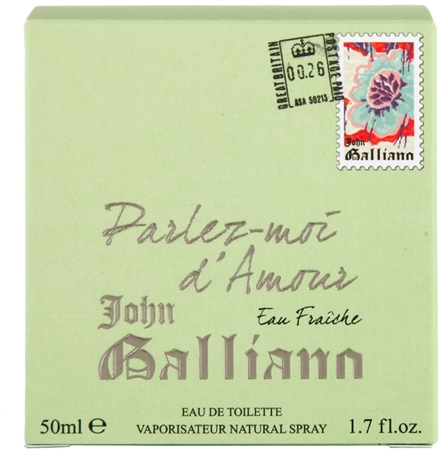 GREAT BRITAIN
00.26
ASA 50213
POSTAGE PAID
John
Galliano
Parlez-moi
d'Amour
Eau Fraîche
John
Galliano
EAU DE TOILETTE
50ml e VAPORISATEUR NATURAL SPRAY 1.7 fl.oz.